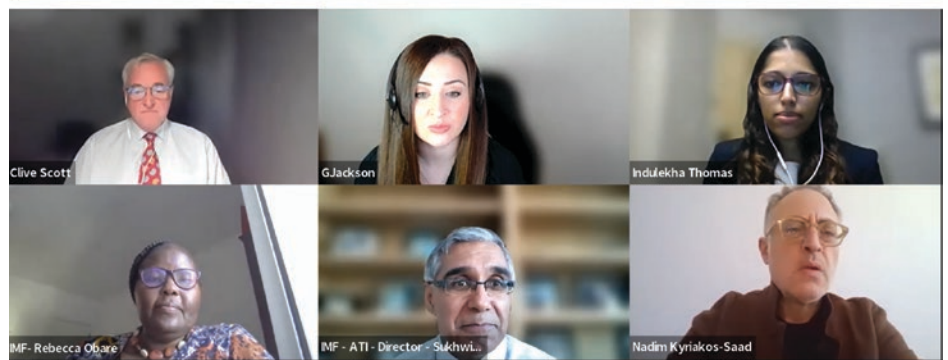 Clive Scott
GJackson
Indulekha Thomas
IMF- Rebecca Obare
IMF - ATI - Director - Sukhwi...
Nadim Kyriakos-Saad